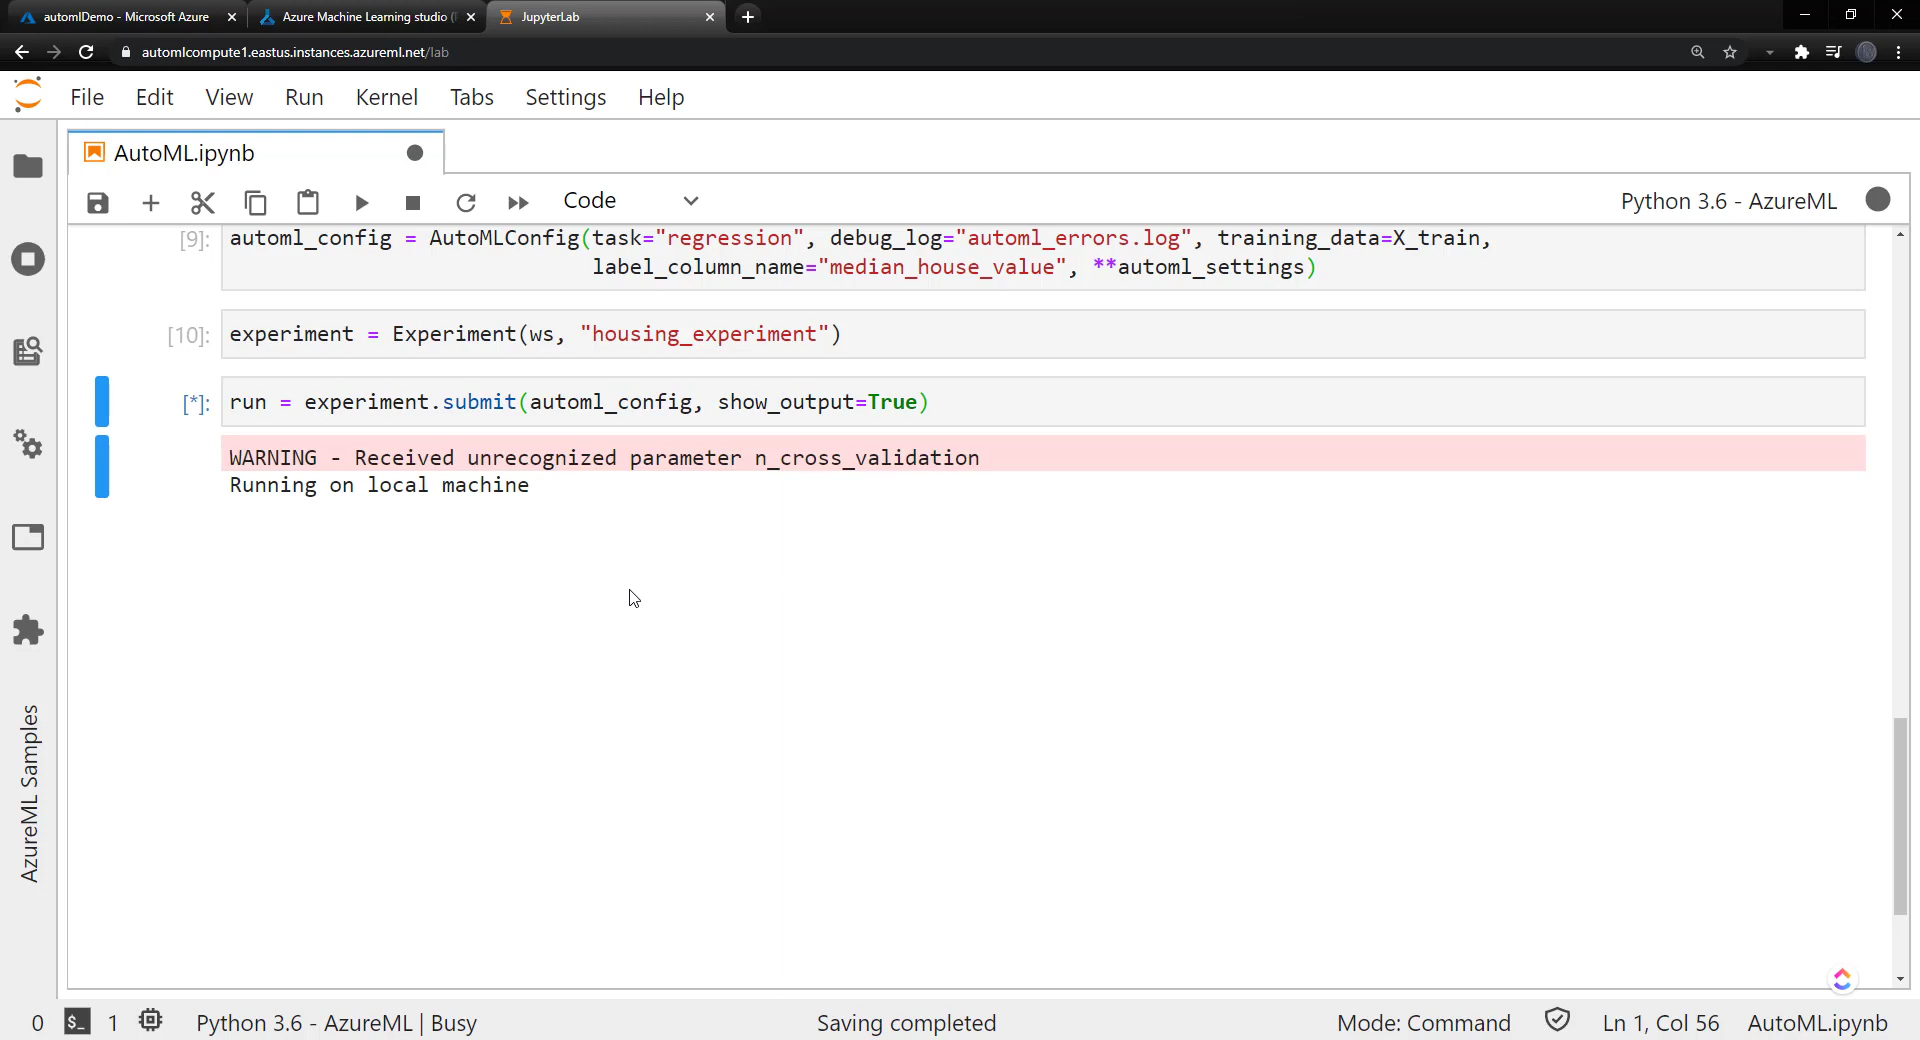 automlDemo - Microsoft Azure
Azure Machine Learning studio (
JupyterLab
automlcompute1.eastus.instances.azureml.net/lab
File Edit View Run Kernel Tabs Settings Help
AutoML.ipynb
Code
Python 3.6 - AzureML
[9]: automl_config = AutoMLConfig(task="regression", debug_log="automl_errors.log", training_data=X_train,
label_column_name="median_house_value", **automl_settings)
[10]: experiment = Experiment(ws, "housing_experiment")
[*]: run = experiment.submit(automl_config, show_output=True)
WARNING - Received unrecognized parameter n_cross_validation
Running on local machine
AzureML Samples
0 $_ 1 Python 3.6 - AzureML | Busy Saving completed Mode: Command Ln 1, Col 56 AutoML.ipynb